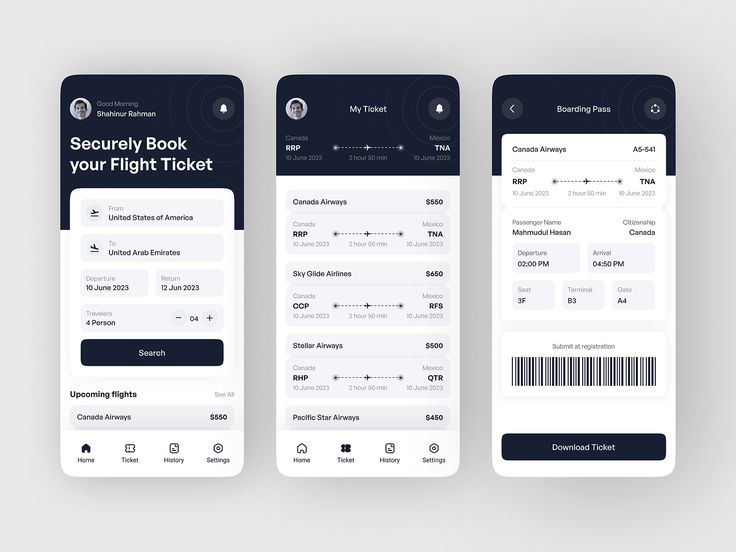 Good Morning
Shahinur Rahman
Securely Book
your Flight Ticket
From
United States of America
To
United Arab Emirates
Departure
10 June 2023
Return
12 Jun 2023
Travelers
4 Person
04
Search
Upcoming flights
See All
Canada Airways
$550
Home
Ticket
History
Settings
My Ticket
Canada
Mexico
RRP
TNA
10 June 2023
2 hour 50 min
10 June 2023
Canada Airways
$550
Canada
Mexico
RRP
TNA
10 June 2023
2 hour 50 min
10 June 2023
Sky Glide Airlines
$650
Canada
Mexico
CCP
RFS
10 June 2023
2 hour 50 min
10 June 2023
Stellar Airways
$500
Canada
Mexico
RHP
QTR
10 June 2023
2 hour 50 min
10 June 2023
Pacific Star Airways
$450
Home
Ticket
History
Settings
Boarding Pass
Canada Airways
A5-541
Canada
Mexico
RRP
TNA
10 June 2023
2 hour 50 min
10 June 2023
Passenger Name
Citizenship
Mahmudul Hasan
Canada
Departure
02:00 PM
Arrival
04:50 PM
Seat
3F
Terminal
B3
Gate
A4
Submit at registration
Download Ticket